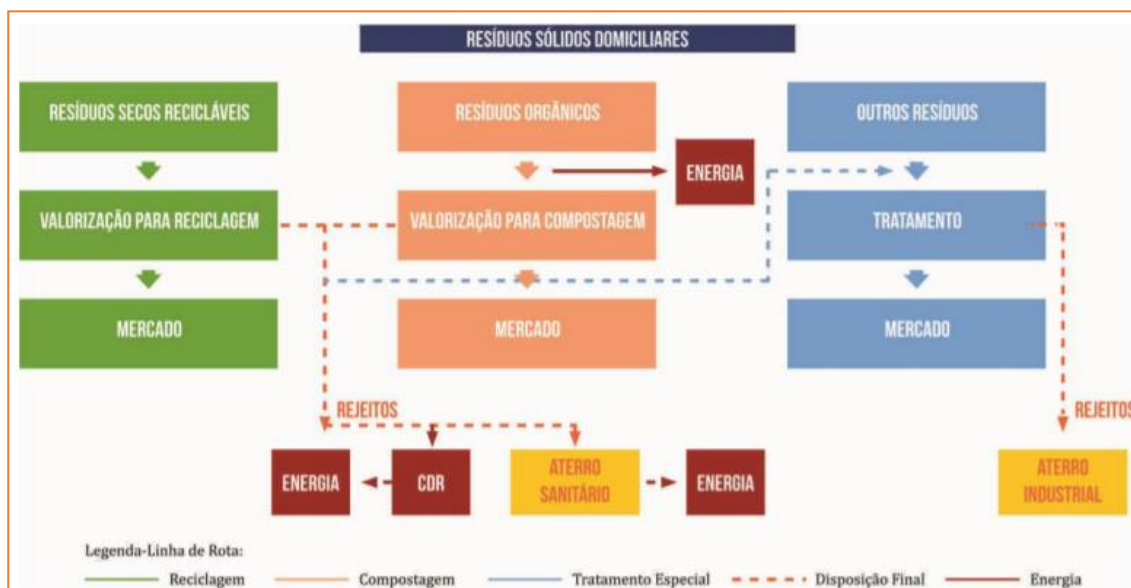 RESÍDUOS SÓLIDOS DOMICILIARES
RESÍDUOS SECOS RECICLÁVEIS
RESÍDUOS ORGÂNICOS
OUTROS RESÍDUOS
ENERGIA
VALORIZAÇÃO PARA RECICLAGEM
VALORIZAÇÃO PARA COMPOSTAGEM
TRATAMENTO
MERCADO
MERCADO
MERCADO
REJEITOS
REJEITOS
ENERGIA
CDR
ATERRO
SANITÁRIO
ENERGIA
ATERRO
INDUSTRIAL
Legenda-Linha de Rota:
Reciclagem
Compostagem
Tratamento Especial
Disposição Final
Energia